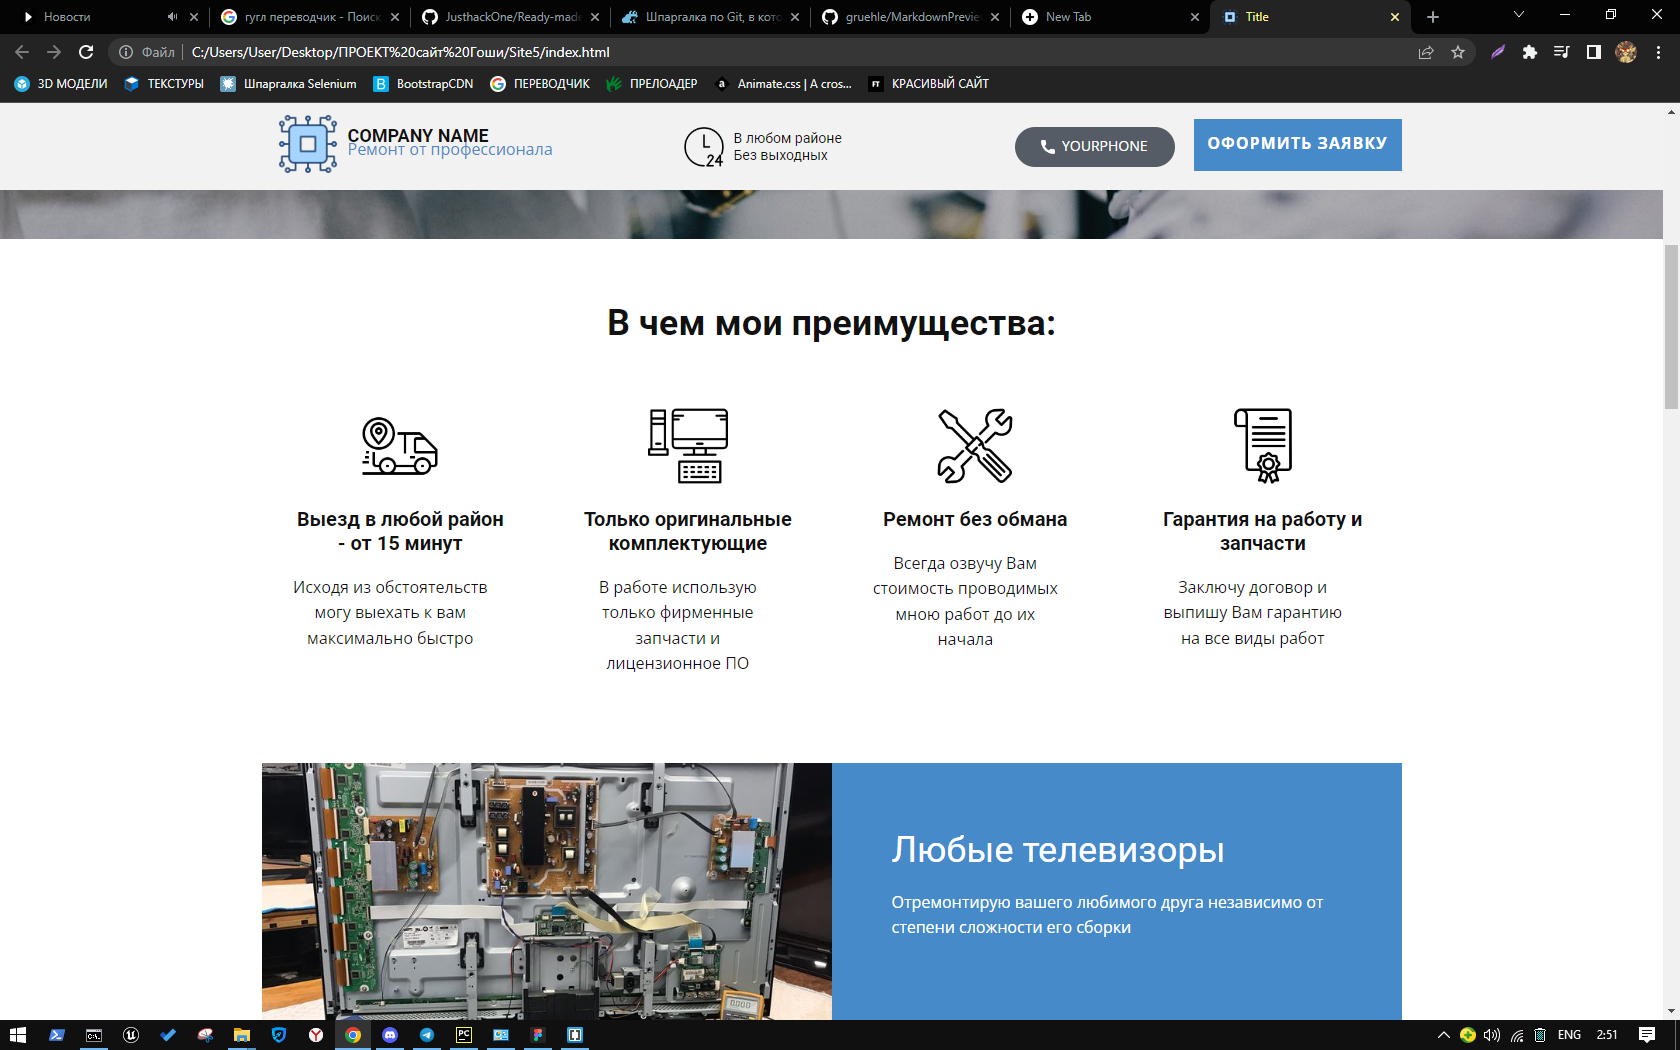 Новости
гугл переводчик - Поиск
JusthackOne/Ready-made
Шпаргалка по Git, в кото
gruehle/MarkdownPreview
New Tab
Title
Файл
C:/Users/User/Desktop/ПРОЕКТ%20сайт%20Гоши/Site5/index.html
3D МОДЕЛИ
ТЕКСТУРЫ
Шпаргалка Selenium
B
BootstrapCDN
ПЕРЕВОДЧИК
ПРЕЛОАДЕР
a
Animate.css | A cros...
FT
КРАСИВЫЙ САЙТ
COMPANY NAME
Ремонт от профессионала
24
В любом районе
Без выходных
YOURPHONE
ОФОРМИТЬ ЗАЯВКУ
В чем мои преимущества:
Выезд в любой район
- от 15 минут
Исходя из обстоятельств
могу выехать к вам
максимально быстро
Только оригинальные
комплектующие
В работе использую
только фирменные
запчасти и
лицензионное ПО
Ремонт без обмана
Всегда озвучу Вам
стоимость проводимых
мною работ до их
начала
Гарантия на работу и
запчасти
Заключу договор и
выпишу Вам гарантию
на все виды работ
Любые телевизоры
Отремонтирую вашего любимого друга независимо от
степени сложности его сборки
PC
ENG
2:51